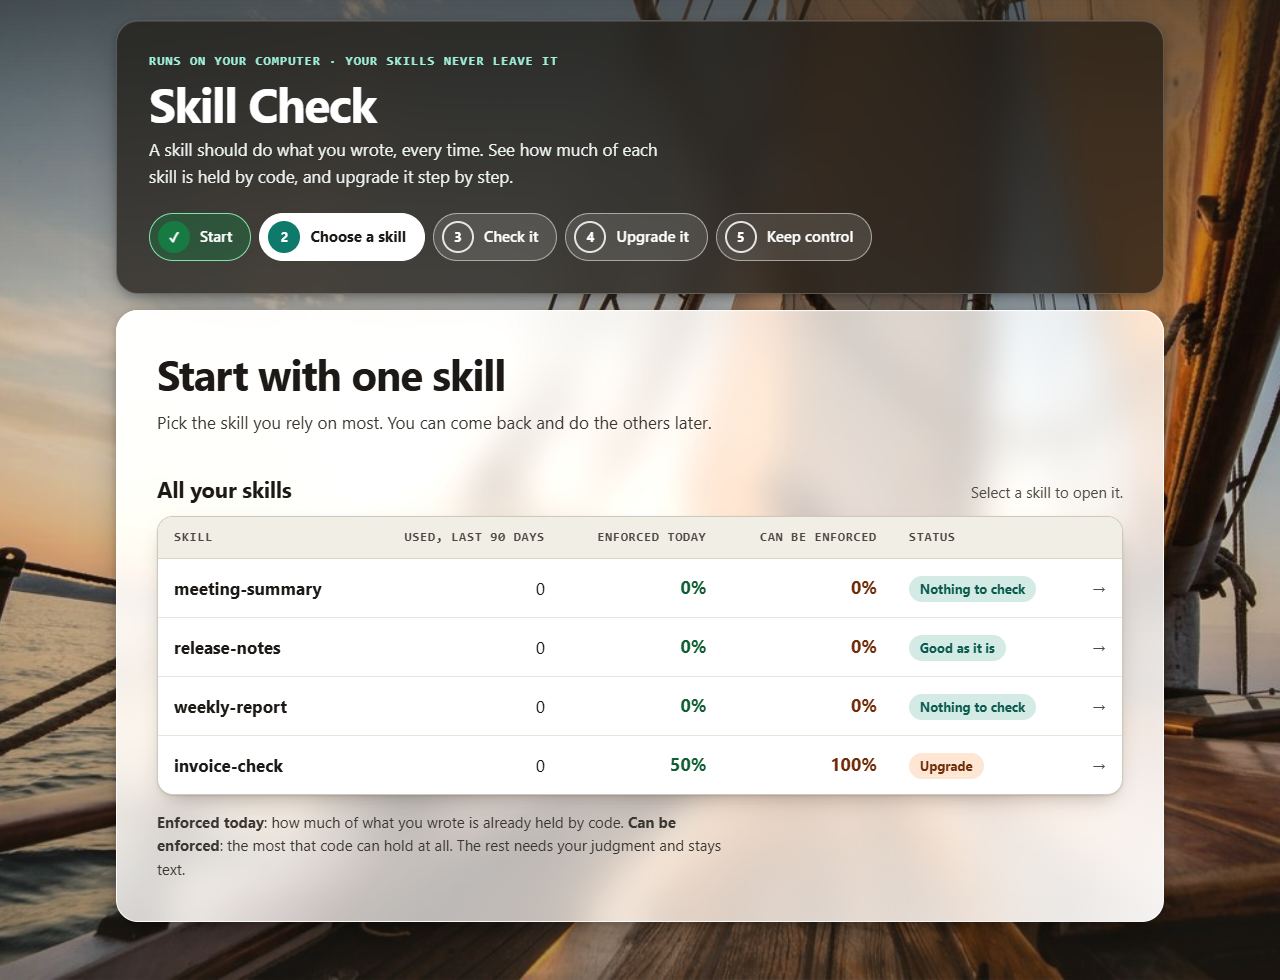 RUNS ON YOUR COMPUTER · YOUR SKILLS NEVER LEAVE IT
Skill Check
A skill should do what you wrote, every time. See how much of each
skill is held by code, and upgrade it step by step.
✓ Start 2 Choose a skill 3 Check it 4 Upgrade it 5 Keep control
Start with one skill
Pick the skill you rely on most. You can come back and do the others later.
All your skills Select a skill to open it.
SKILL USED, LAST 90 DAYS ENFORCED TODAY CAN BE ENFORCED STATUS
meeting-summary 0 0% 0% Nothing to check →
release-notes 0 0% 0% Good as it is →
weekly-report 0 0% 0% Nothing to check →
invoice-check 0 50% 100% Upgrade →
Enforced today: how much of what you wrote is already held by code. Can be
enforced: the most that code can hold at all. The rest needs your judgment and stays
text.